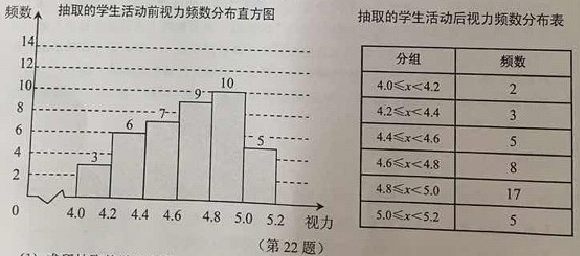 抽取的学生活动前视力频数分布直方图
频数
14
12
10
8
6
4
2
0
3
6
7
9
10
5
4.0 4.2 4.4 4.6 4.8 5.0 5.2 视力
抽取的学生活动后视力频数分布表
分组 频数
4.0≤x<4.2 2
4.2≤x<4.4 3
4.4≤x<4.6 5
4.6≤x<4.8 8
4.8≤x<5.0 17
5.0≤x<5.2 5
(第 22 题)